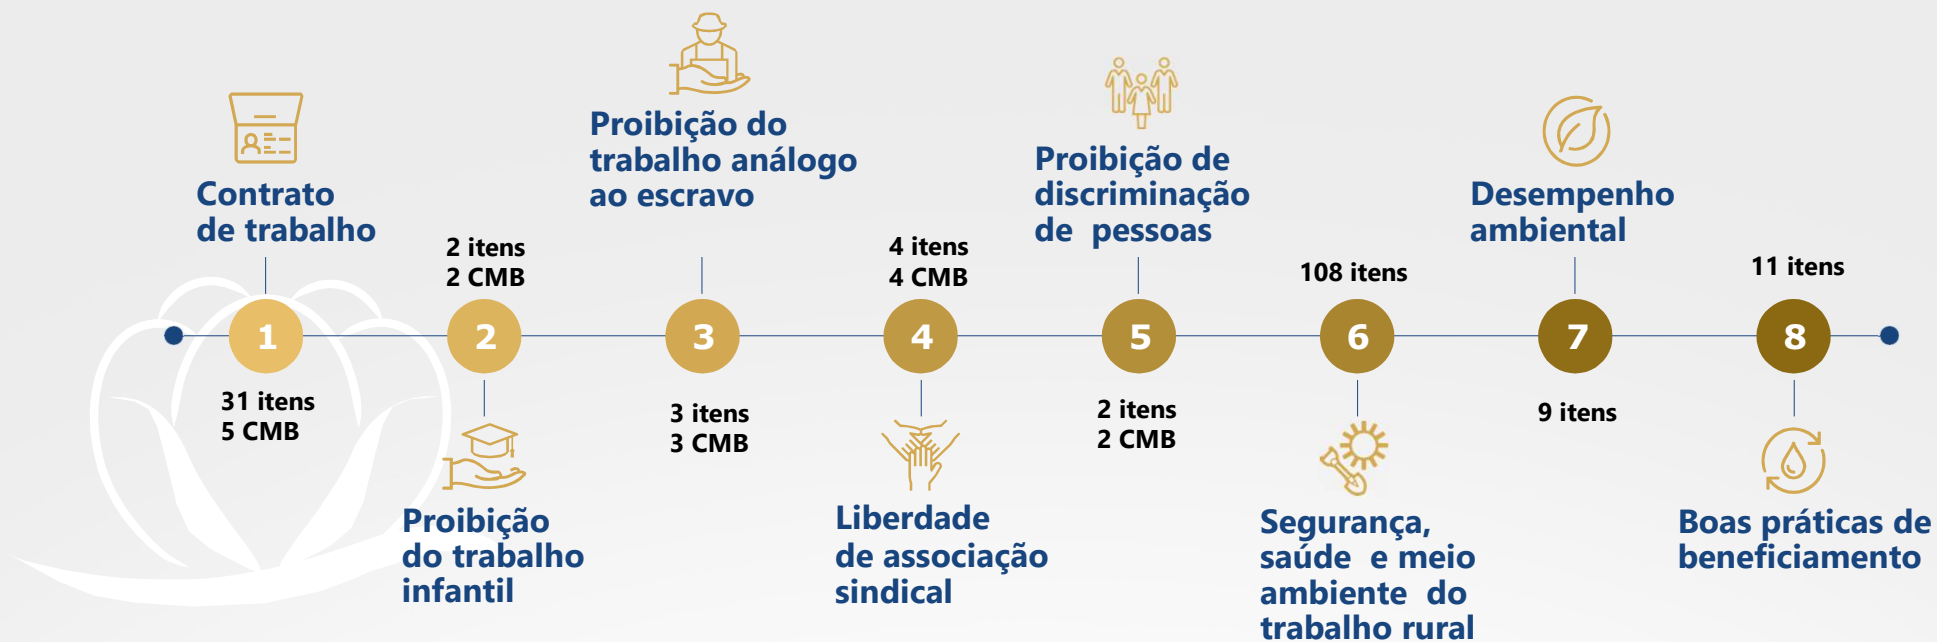 Contrato
de trabalho
1
31 itens
5 CMB
2 itens
2 CMB
2
Proibição
do trabalho
infantil
Proibição do
trabalho análogo
ao escravo
3
3 itens
3 CMB
4 itens
4 CMB
4
Liberdade
de associação
sindical
Proibição de
discriminação
de pessoas
5
2 itens
2 CMB
108 itens
6
Segurança,
saúde e meio
ambiente do
trabalho rural
Desempenho
ambiental
7
9 itens
11 itens
8
Boas práticas de
beneficiamento